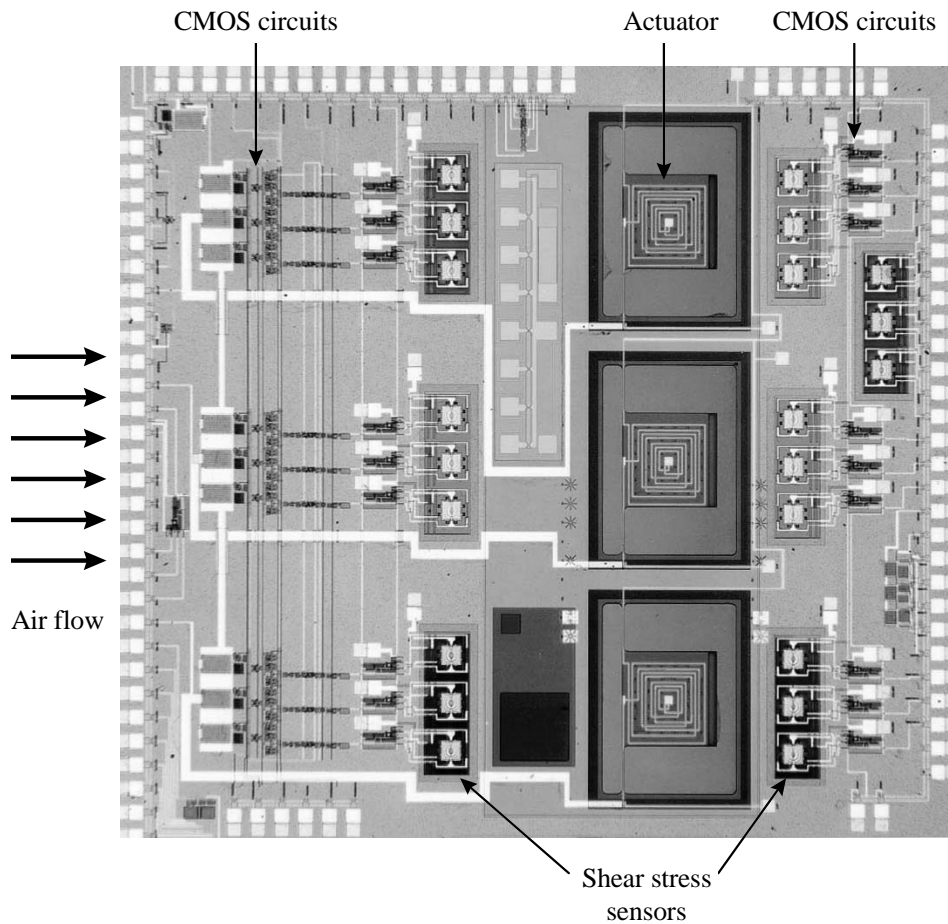 CMOS circuits
Actuator
CMOS circuits
Air flow
Shear stress
sensors